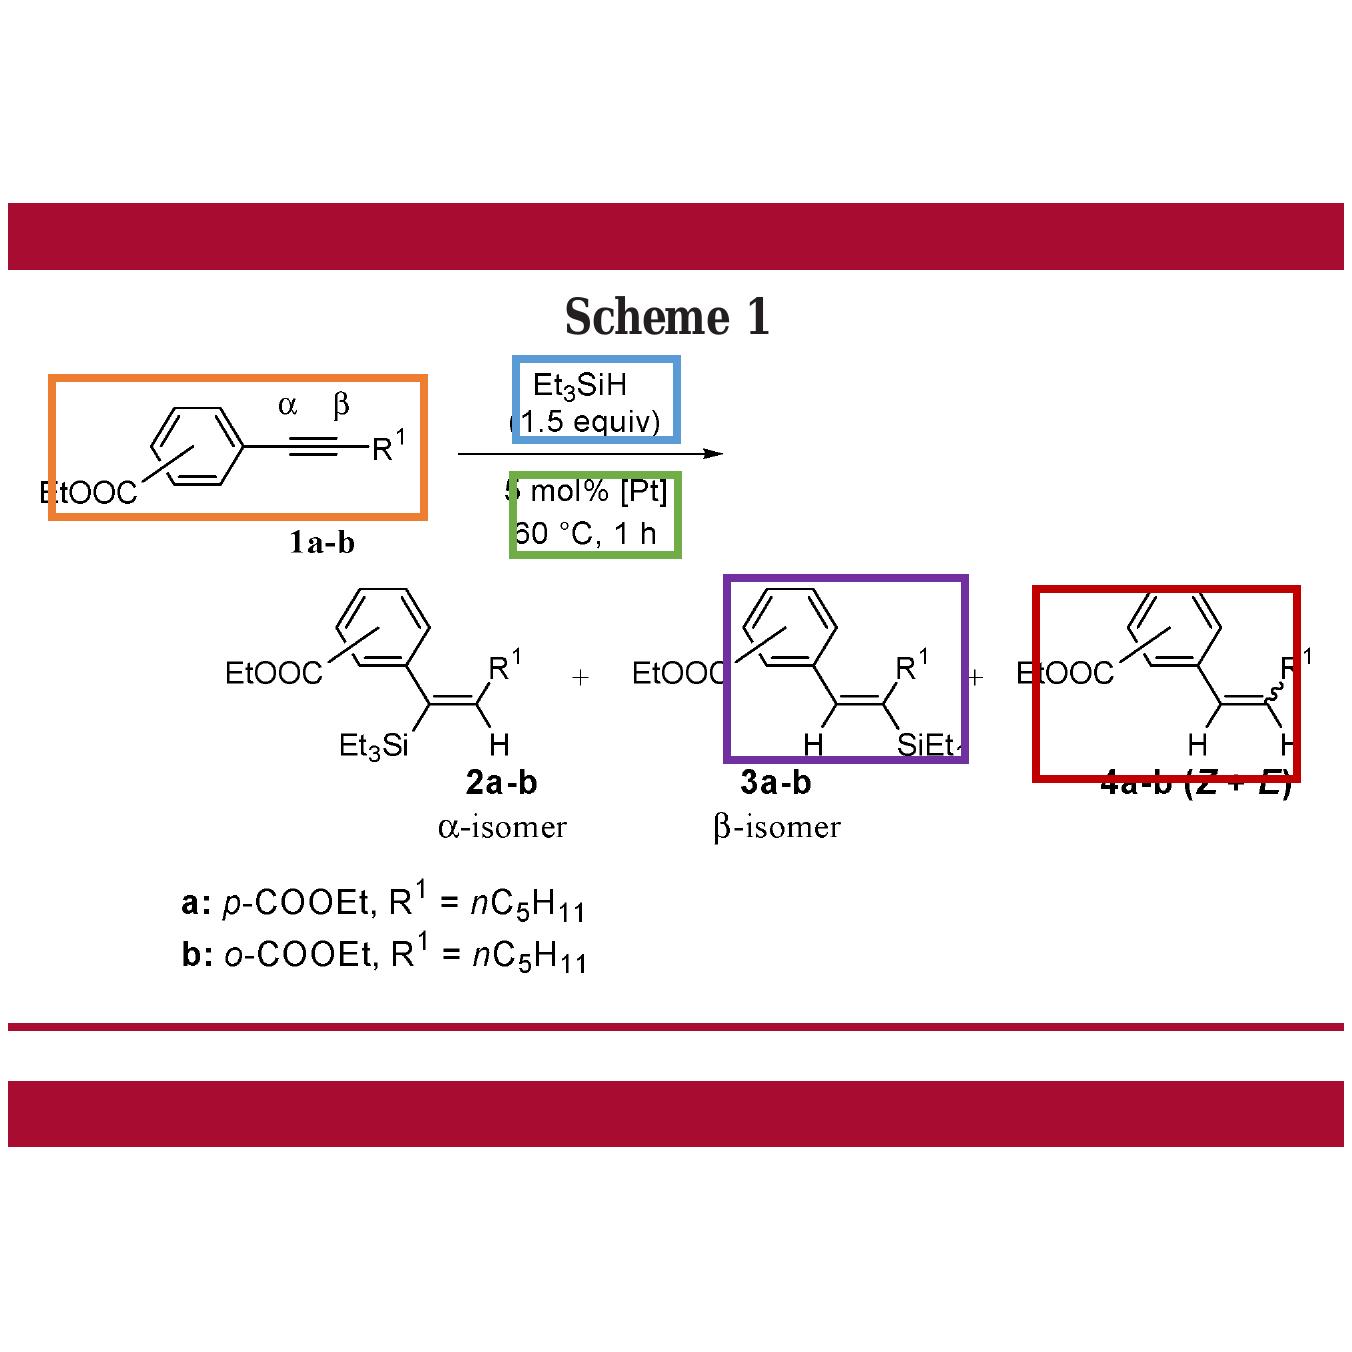 Scheme 1
α β
Et₃SiH
(1.5 equiv)
R¹
EtOOC
5 mol% [Pt]
60 °C, 1 h
1a-b
R¹ R¹ R¹
EtOOC + EtOOC + EtOOC
Et₃Si H H SiEt₃ H H
2a-b 3a-b 4a-b (Z + E)
α-isomer β-isomer
a: p-COOEt, R¹ = nC₅H₁₁
b: o-COOEt, R¹ = nC₅H₁₁